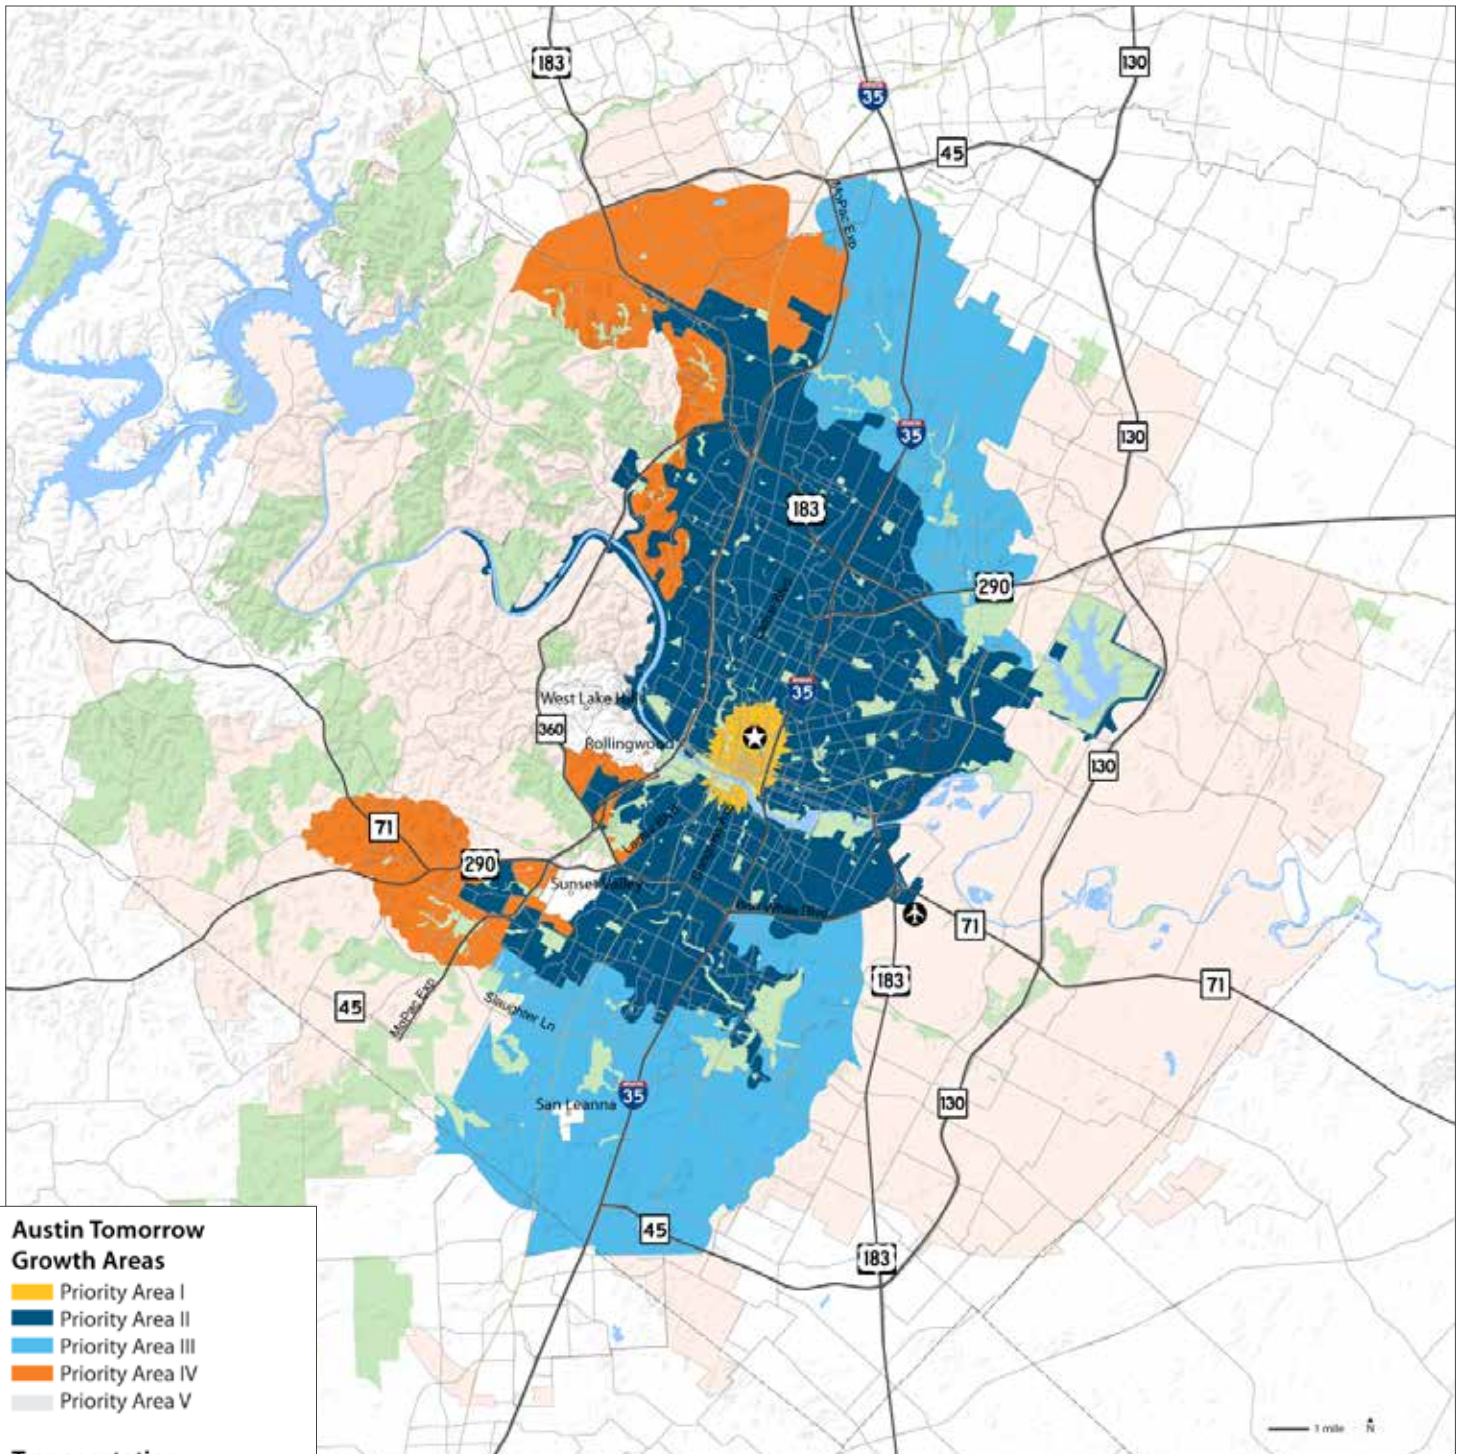 183
130
35
45
MoPac Exp
35
130
183
290
35
West Lake Hills
360
Rollingwood
130
71
290
Sunset Valley
71
183
71
45
MoPac Exp
Slaughter Ln
San Leanna
35
130
45
183
Austin Tomorrow
Growth Areas
Priority Area I
Priority Area II
Priority Area III
Priority Area IV
Priority Area V
1 mile
N